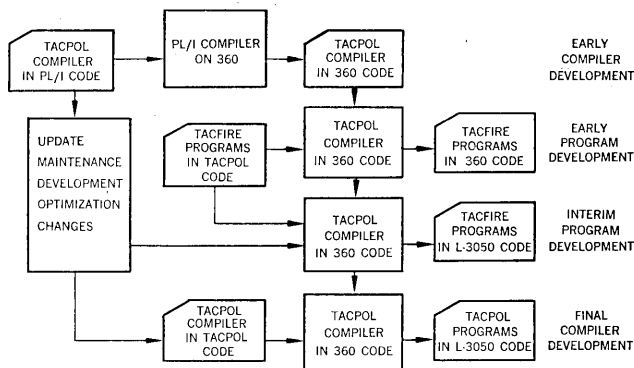 TACPOL
COMPILER
IN PL/I CODE
PL/I COMPILER
ON 360
TACPOL
COMPILER
IN 360 CODE
EARLY
COMPILER
DEVELOPMENT
UPDATE
MAINTENANCE
DEVELOPMENT
OPTIMIZATION
CHANGES
TACFIRE
PROGRAMS
IN TACPOL
CODE
TACPOL
COMPILER
IN 360 CODE
TACFIRE
PROGRAMS
IN 360 CODE
EARLY
PROGRAM
DEVELOPMENT
TACPOL
COMPILER
IN 360 CODE
TACFIRE
PROGRAMS
IN L-3050 CODE
INTERIM
PROGRAM
DEVELOPMENT
TACPOL
COMPILER
IN TACPOL
CODE
TACPOL
COMPILER
IN 360 CODE
TACPOL
PROGRAMS
IN L-3050 CODE
FINAL
COMPILER
DEVELOPMENT